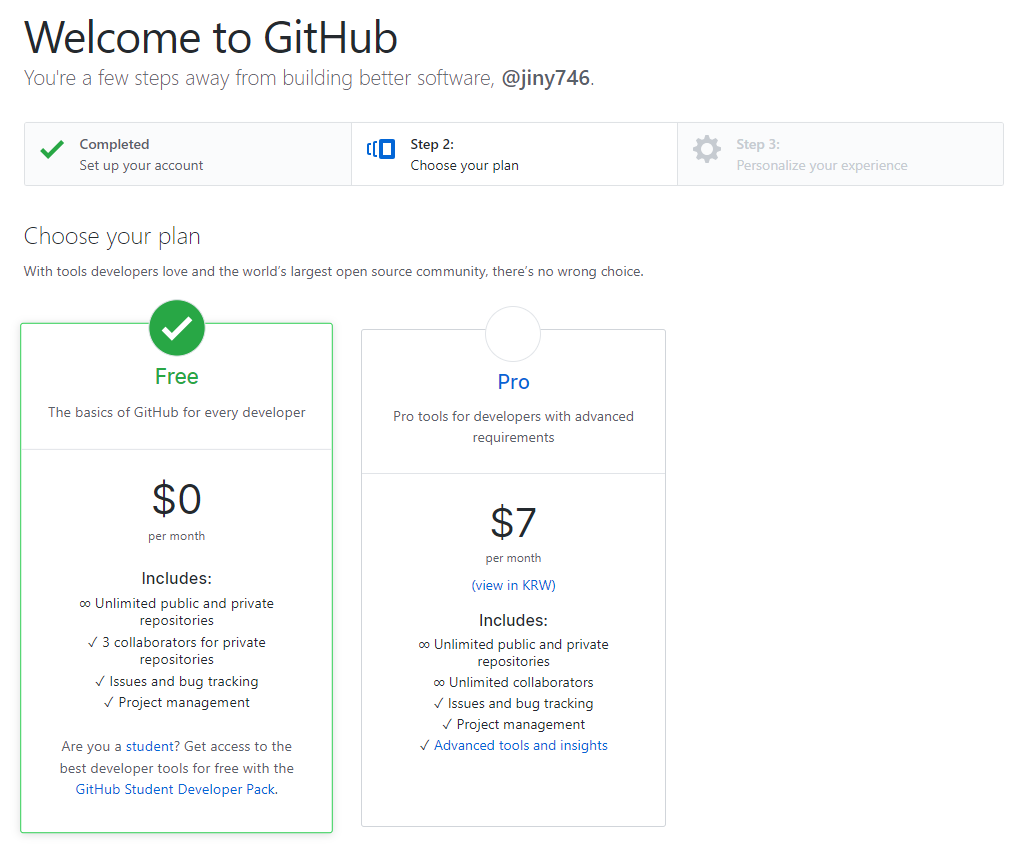 Welcome to GitHub
You're a few steps away from building better software, @jiny746.
Completed
Set up your account
Step 2:
Choose your plan
Step 3:
Personalize your experience
Choose your plan
With tools developers love and the world's largest open source community, there's no wrong choice.
Free
The basics of GitHub for every developer
$0
per month
Includes:
∞ Unlimited public and private
repositories
✓ 3 collaborators for private
repositories
✓ Issues and bug tracking
✓ Project management
Are you a student? Get access to the
best developer tools for free with the
GitHub Student Developer Pack.
Pro
Pro tools for developers with advanced
requirements
$7
per month
(view in KRW)
Includes:
∞ Unlimited public and private
repositories
∞ Unlimited collaborators
✓ Issues and bug tracking
✓ Project management
✓ Advanced tools and insights